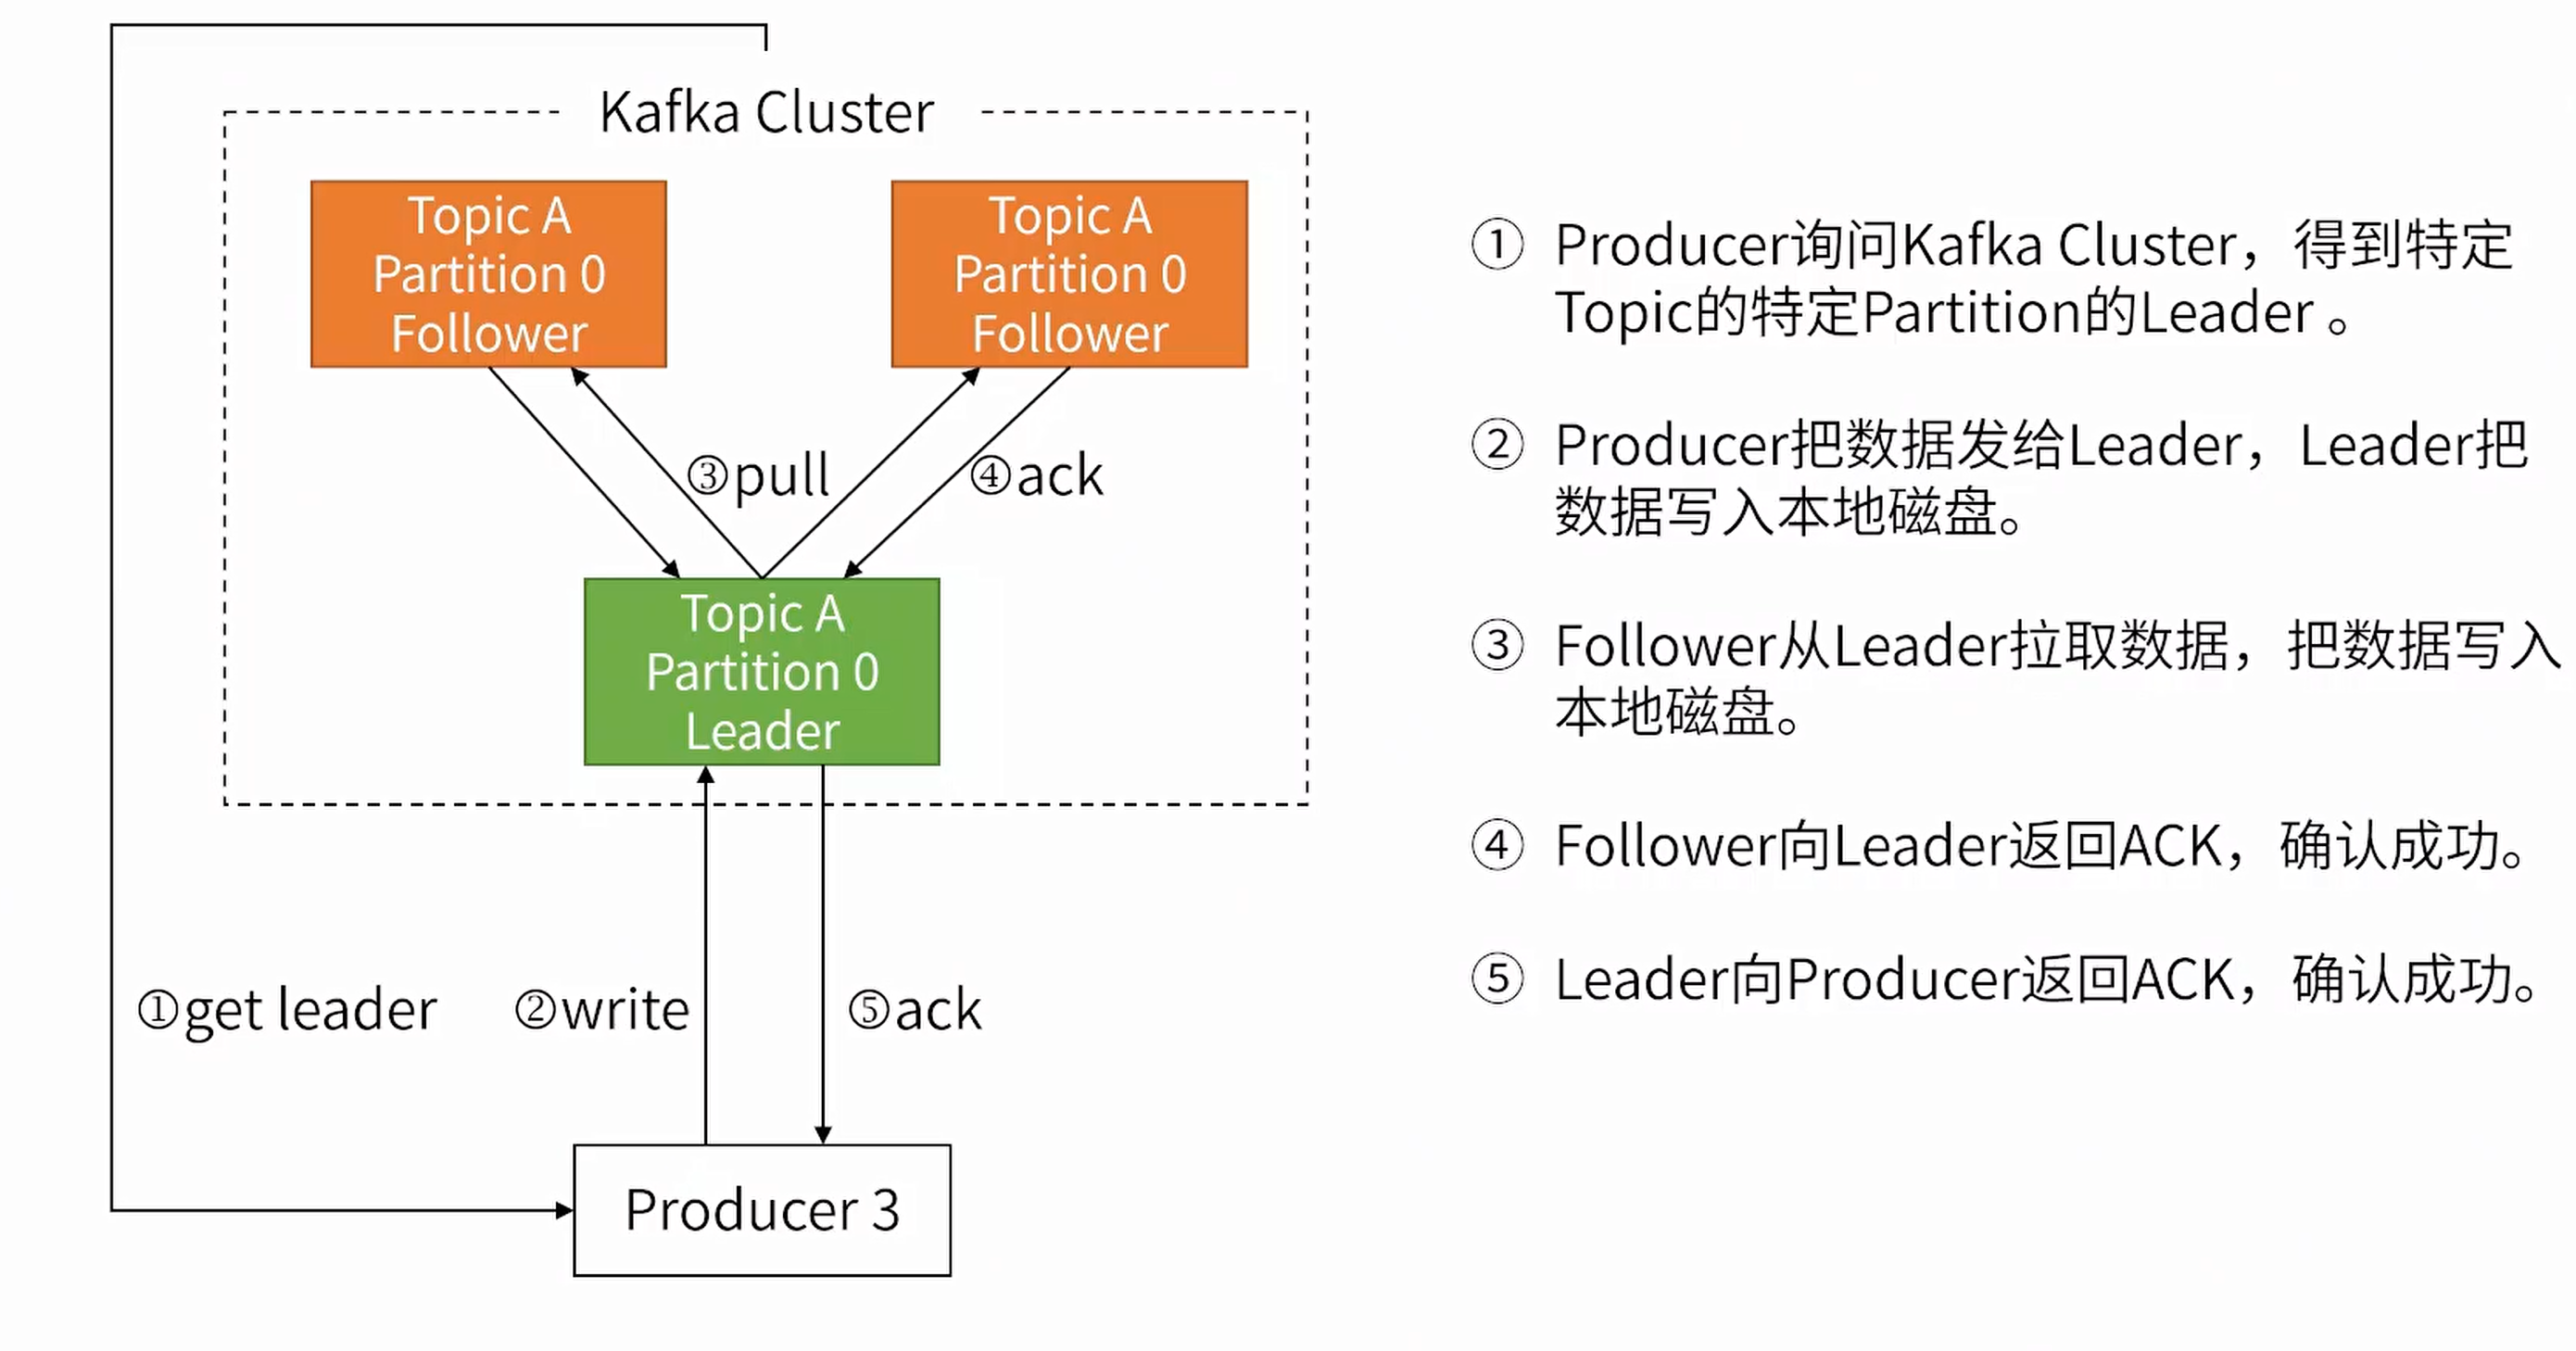 Kafka Cluster
Topic A
Partition 0
Follower
Topic A
Partition 0
Follower
③pull
④ack
Topic A
Partition 0
Leader
①get leader
②write
⑤ack
Producer 3
① Producer询问Kafka Cluster，得到特定
Topic的特定Partition的Leader 。
② Producer把数据发给Leader，Leader把
数据写入本地磁盘。
③ Follower从Leader拉取数据，把数据写入
本地磁盘。
④ Follower向Leader返回ACK，确认成功。
⑤ Leader向Producer返回ACK，确认成功。